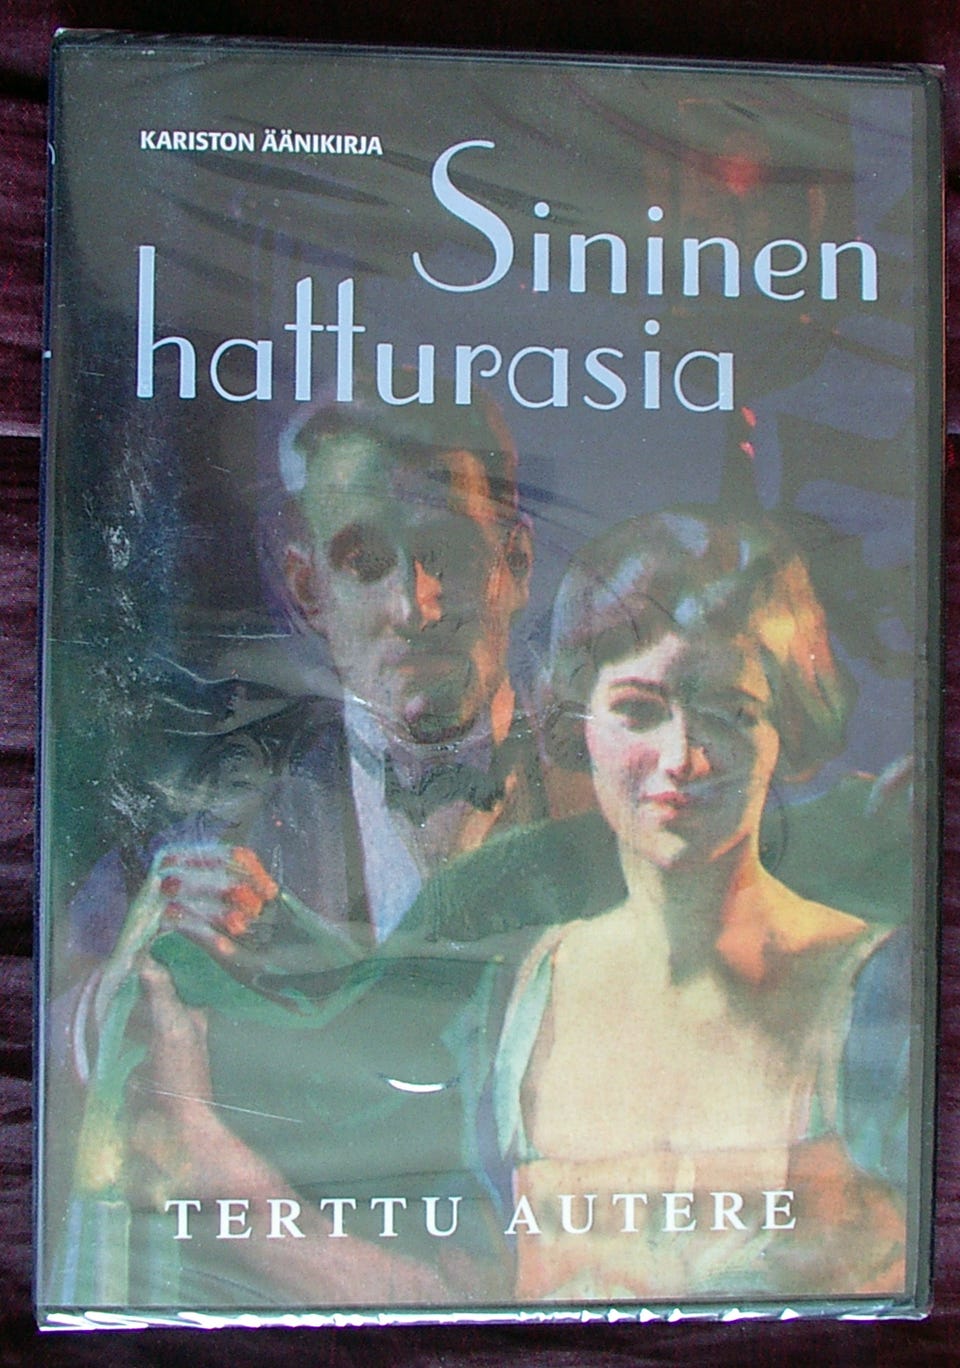 KARISTON ÄÄNIKIRJA
Sininen
hatturasia
TERTTU AUTERE